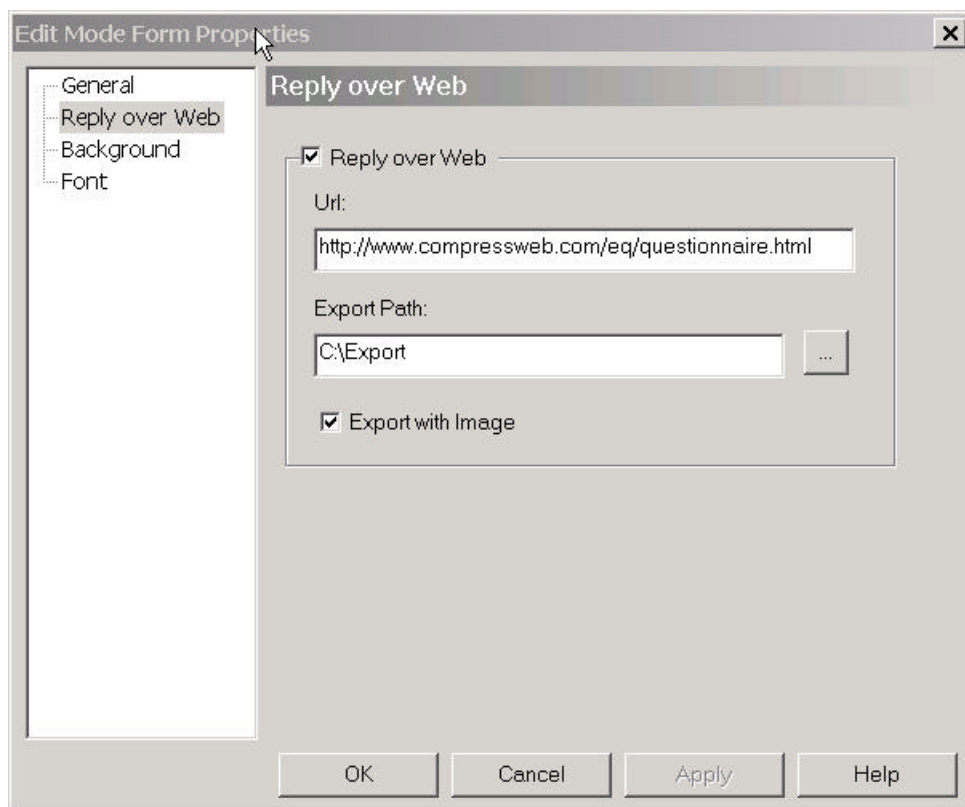 Edit Mode Form Properties
General
Reply over Web
Background
Font
Reply over Web
Reply over Web
Url:
http://www.compressweb.com/eq/questionnaire.html
Export Path:
C:\Export
...
Export with Image
OK
Cancel
Apply
Help